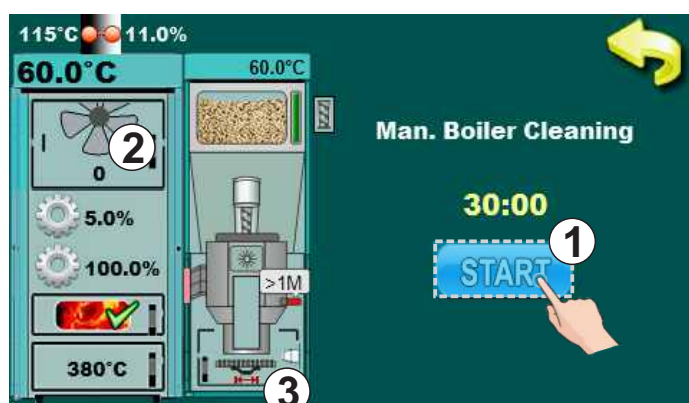 115°C 11.0%
60.0°C
60.0°C
2
0
5.0%
100.0%
>1M
380°C
H-H
3
Man. Boiler Cleaning
30:00
1
START